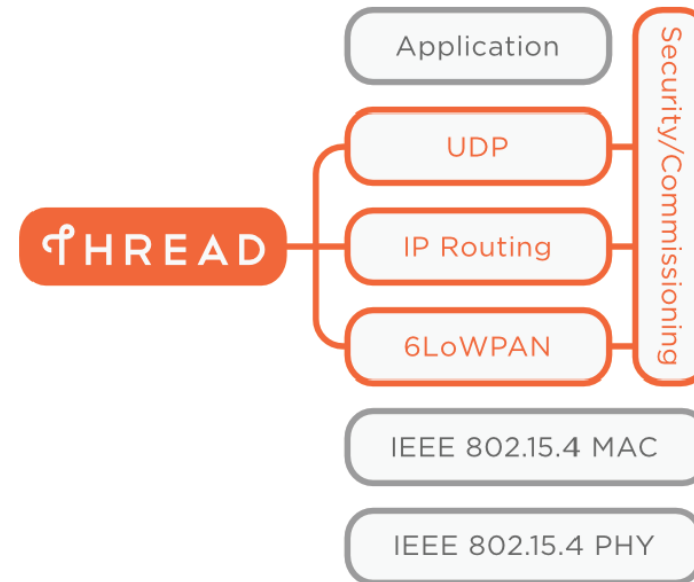 Application
UDP
THREAD
IP Routing
6LoWPAN
Security/Commissioning
IEEE 802.15.4 MAC
IEEE 802.15.4 PHY